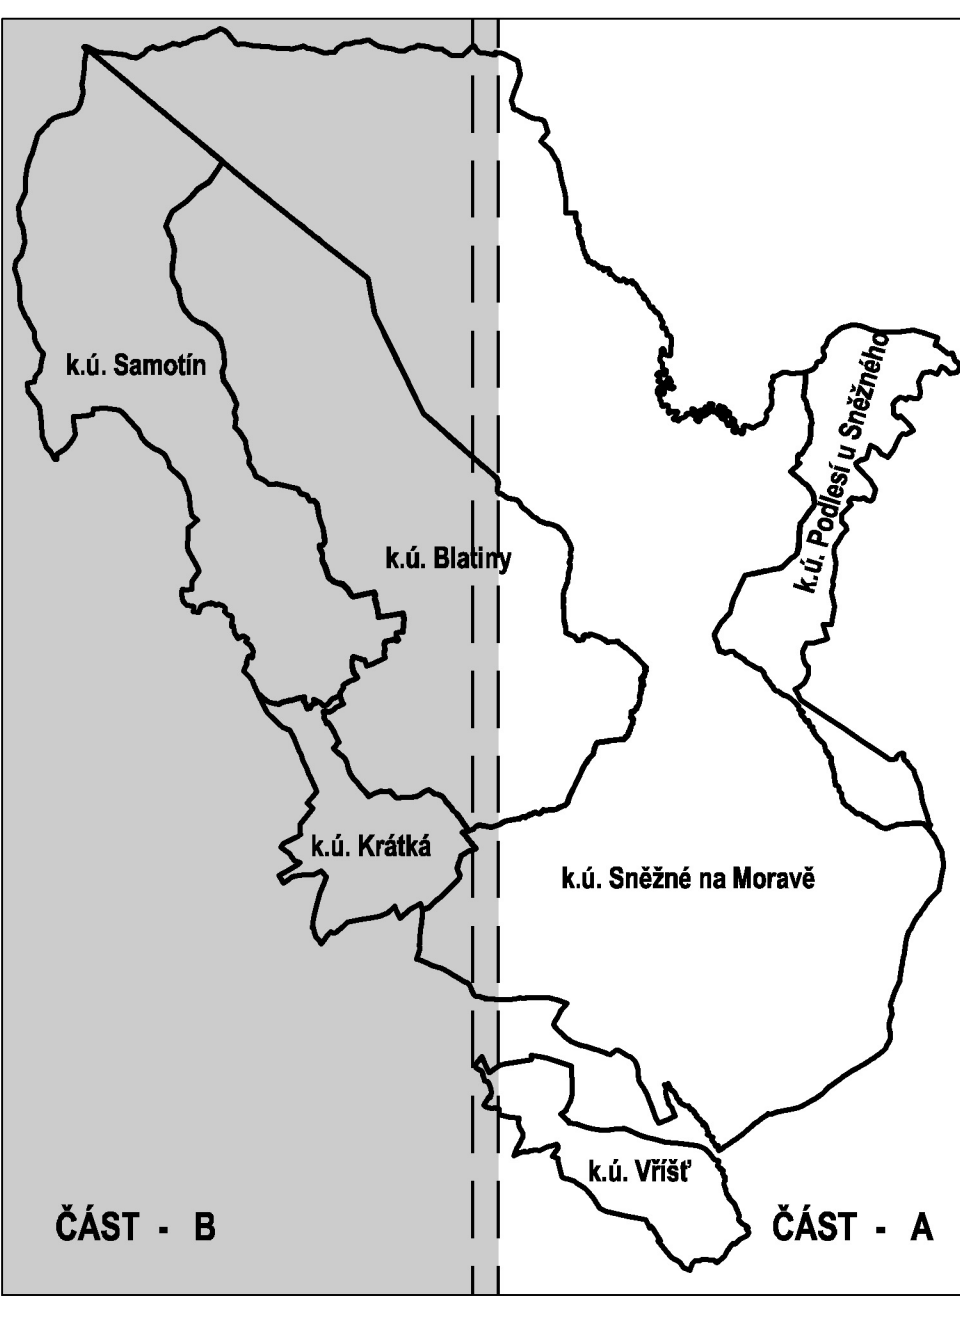 k.ú. Samotín
k.ú. Podlesí u Sněžného
k.ú. Blatiny
k.ú. Krátká
k.ú. Sněžné na Moravě
k.ú. Vříšť
ČÁST - B
ČÁST - A